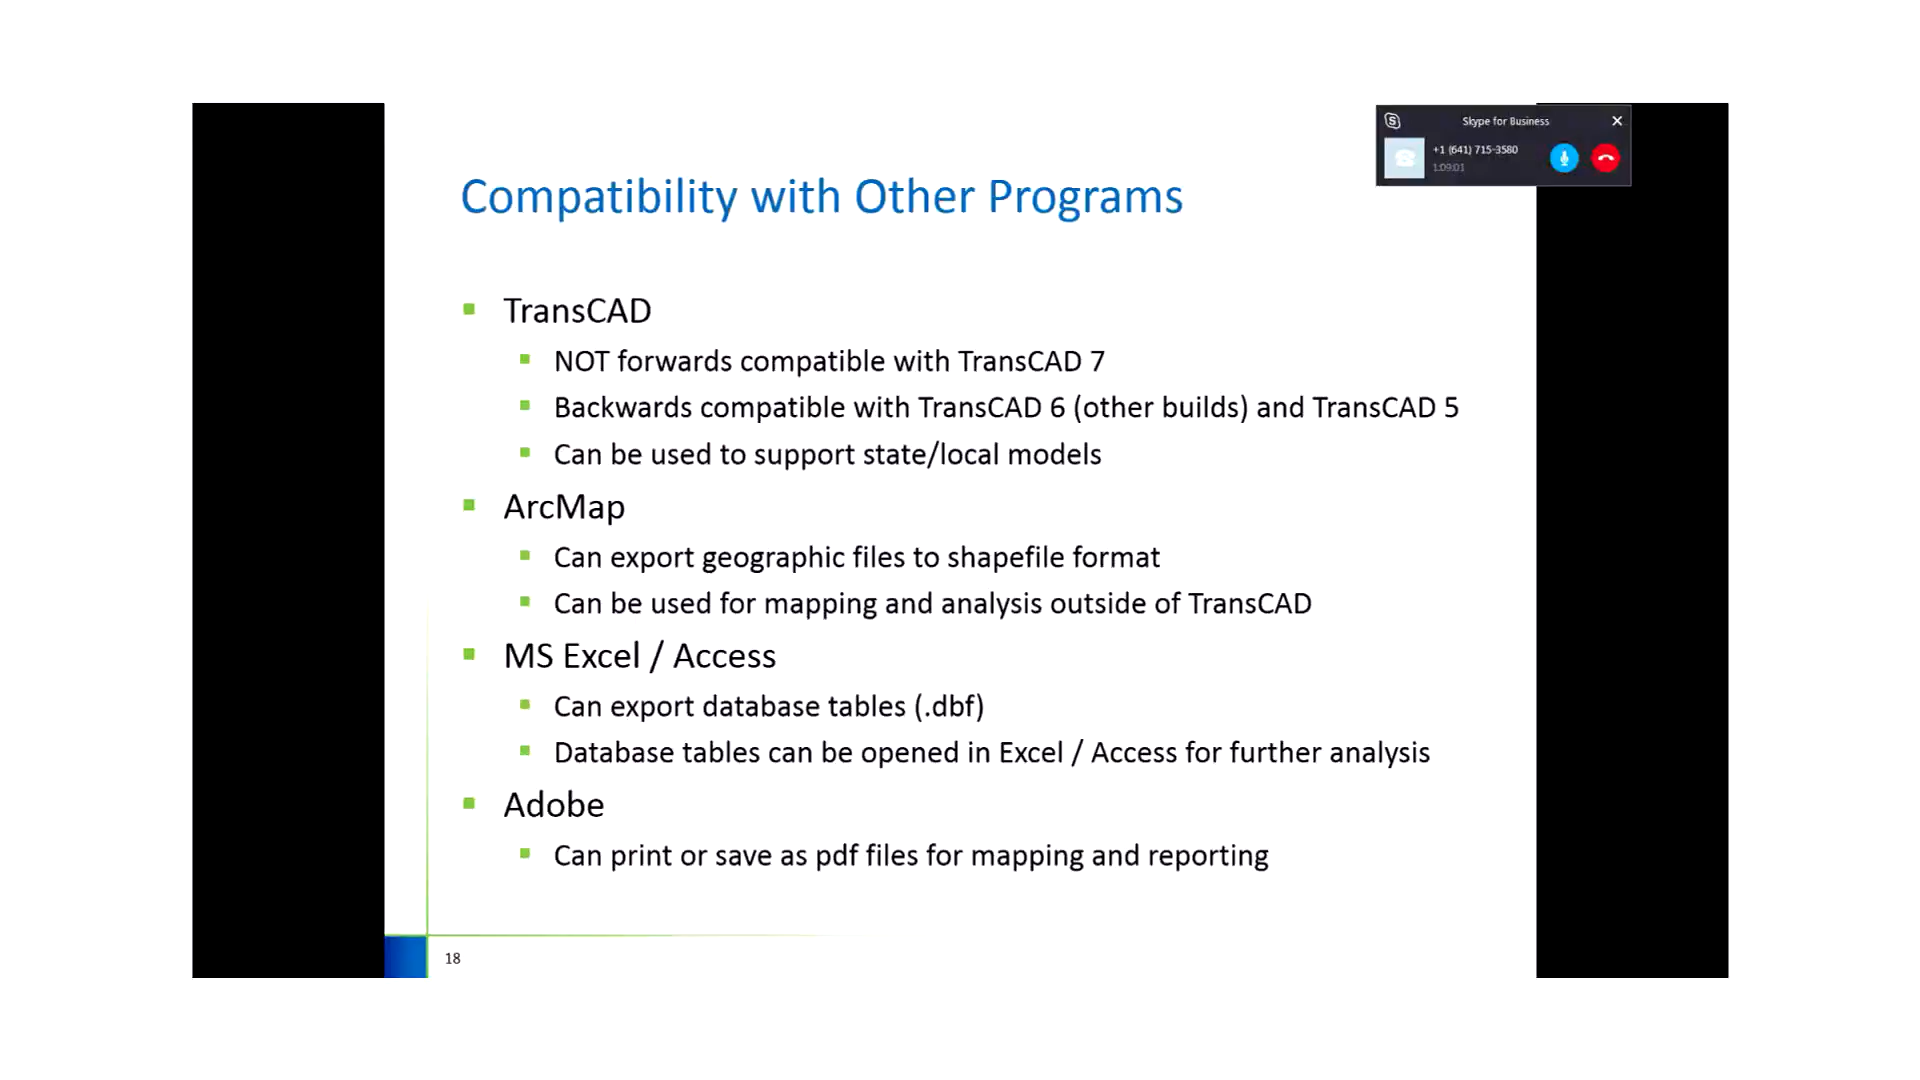 Skype for Business
+1 (641) 715-3580
1:09:01
Compatibility with Other Programs
TransCAD
NOT forwards compatible with TransCAD 7
Backwards compatible with TransCAD 6 (other builds) and TransCAD 5
Can be used to support state/local models
ArcMap
Can export geographic files to shapefile format
Can be used for mapping and analysis outside of TransCAD
MS Excel / Access
Can export database tables (.dbf)
Database tables can be opened in Excel / Access for further analysis
Adobe
Can print or save as pdf files for mapping and reporting
18